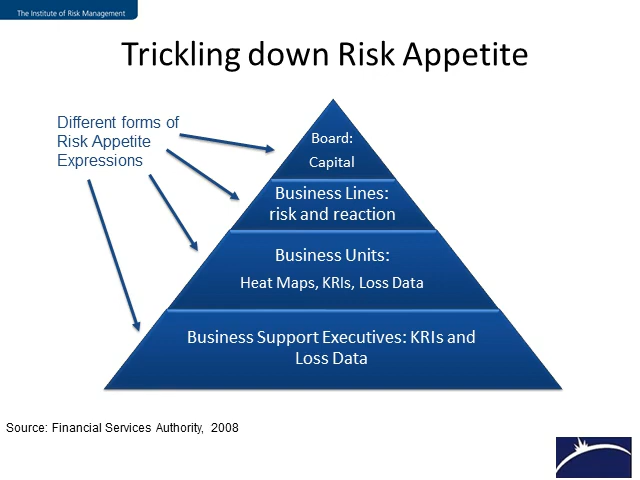 The Institute of Risk Management
Trickling down Risk Appetite
Different forms of
Risk Appetite
Expressions
Board:
Capital
Business Lines:
risk and reaction
Business Units:
Heat Maps, KRIs, Loss Data
Business Support Executives: KRIs and
Loss Data
Source: Financial Services Authority, 2008